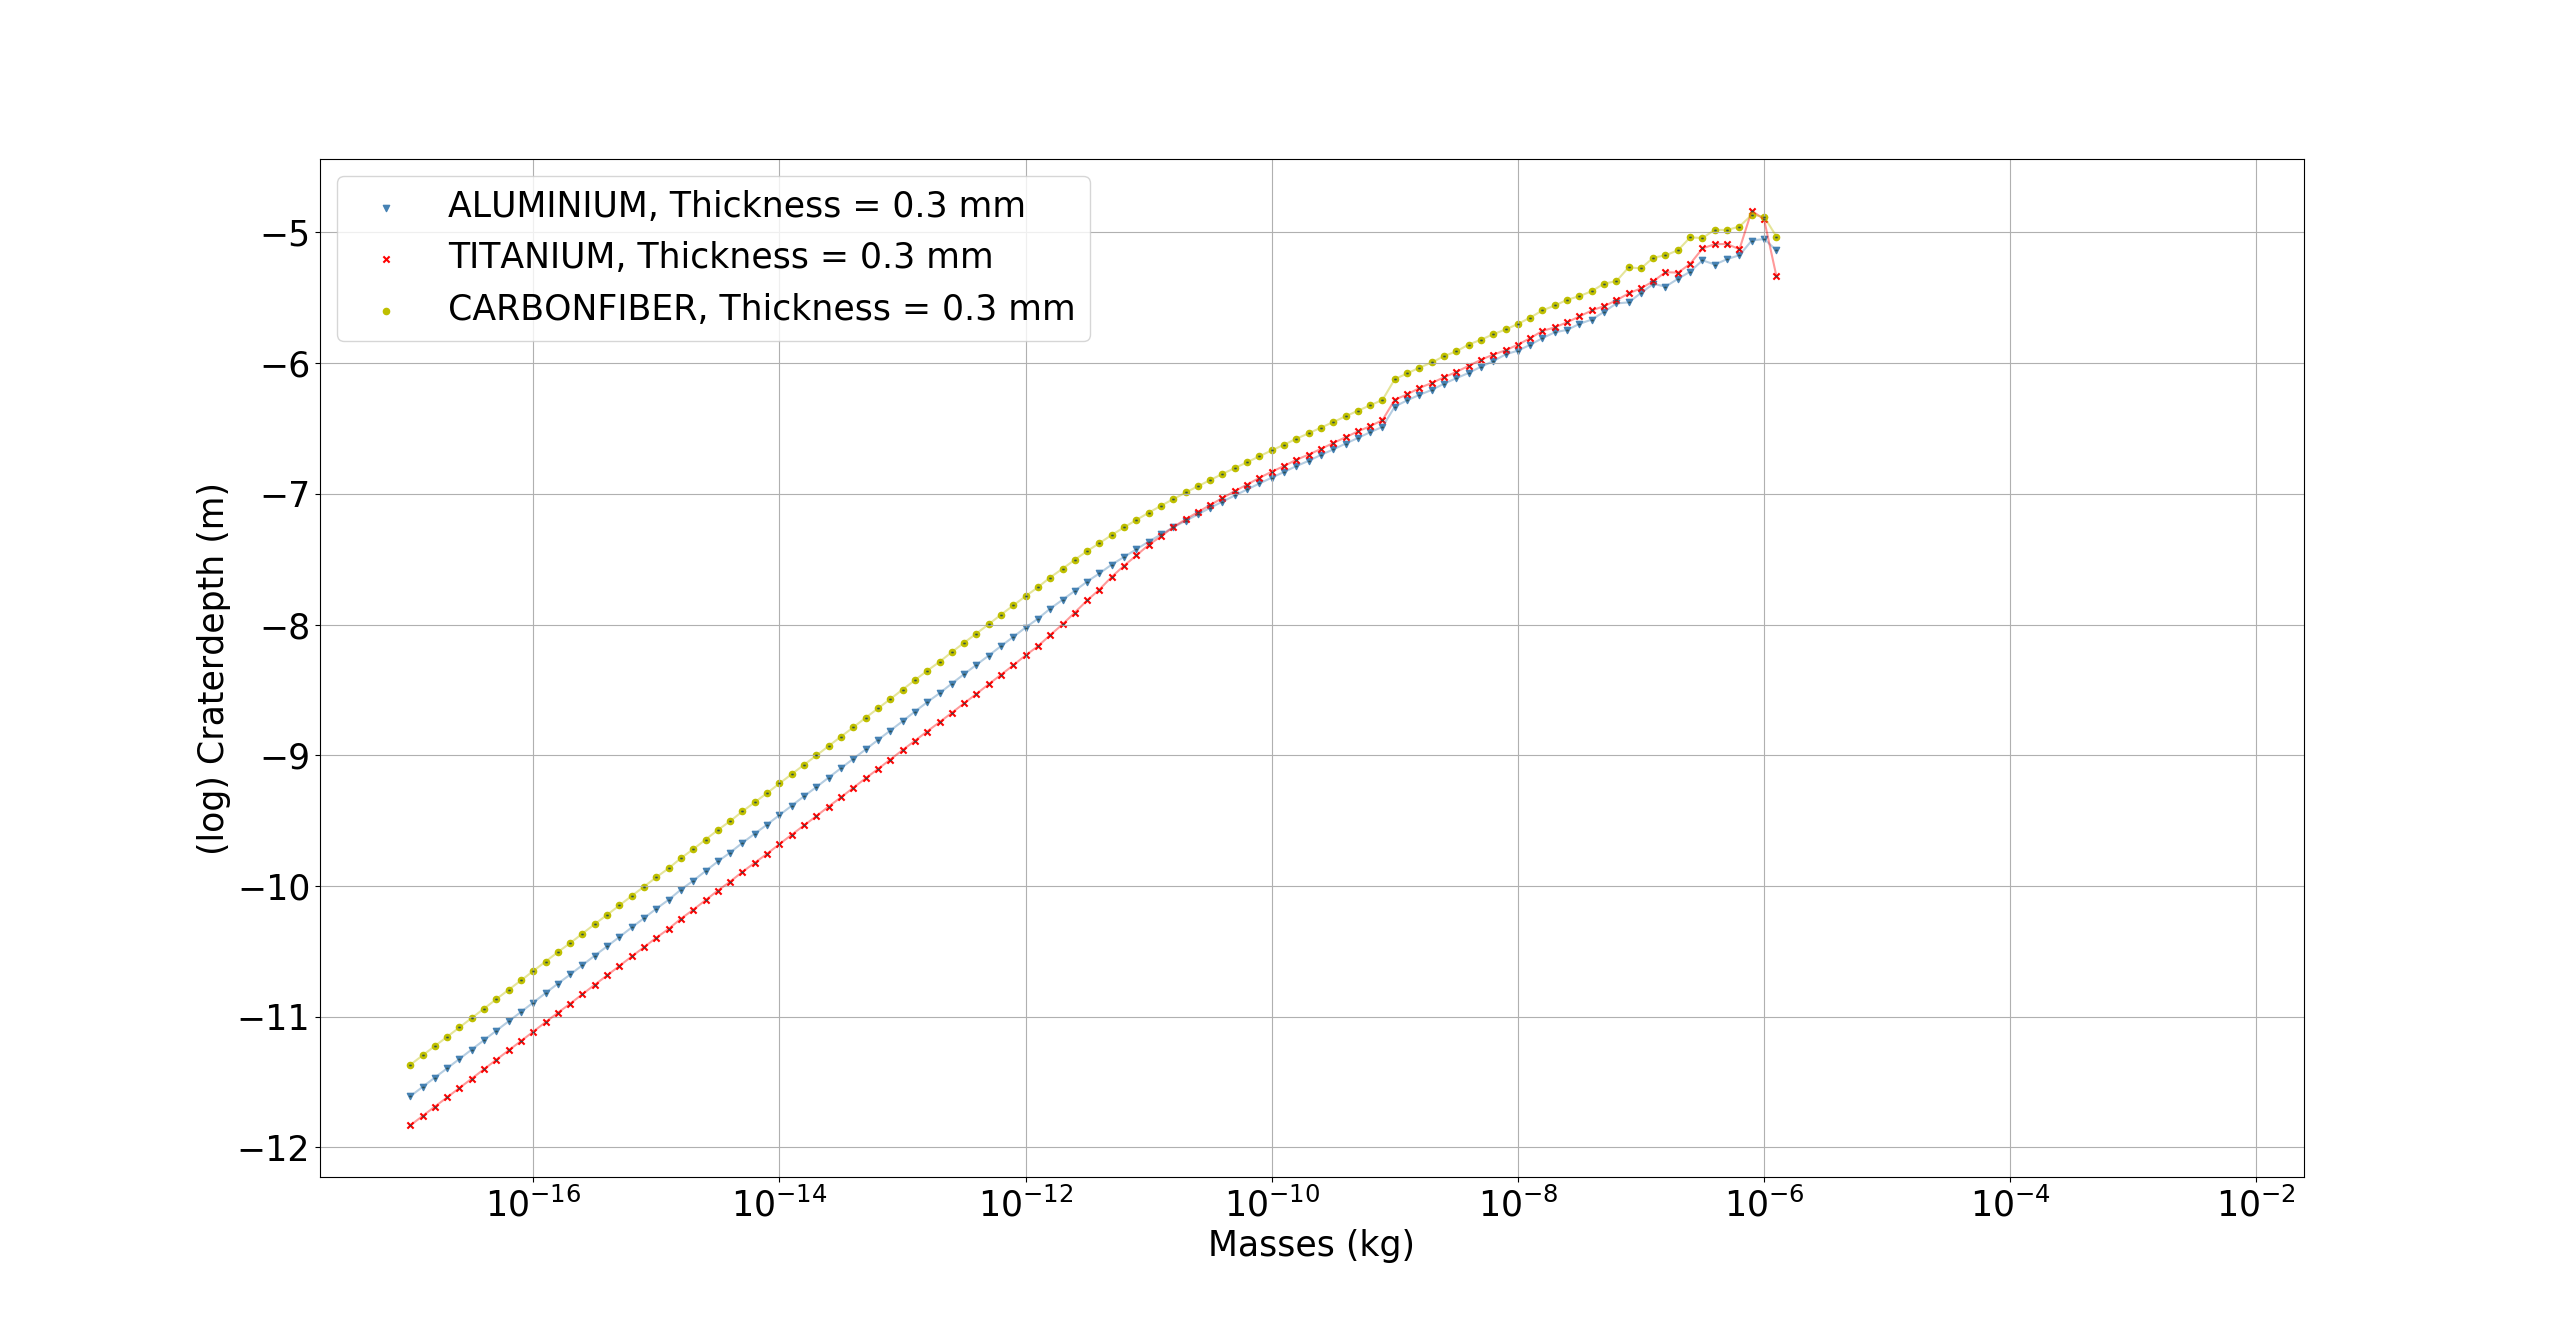 ALUMINIUM, Thickness = 0.3 mm
TITANIUM, Thickness = 0.3 mm
CARBONFIBER, Thickness = 0.3 mm
−5
−6
−7
−8
−9
−10
−11
−12
(log) Craterdepth (m)
10⁻¹⁶ 10⁻¹⁴ 10⁻¹² 10⁻¹⁰ 10⁻⁸ 10⁻⁶ 10⁻⁴ 10⁻²
Masses (kg)